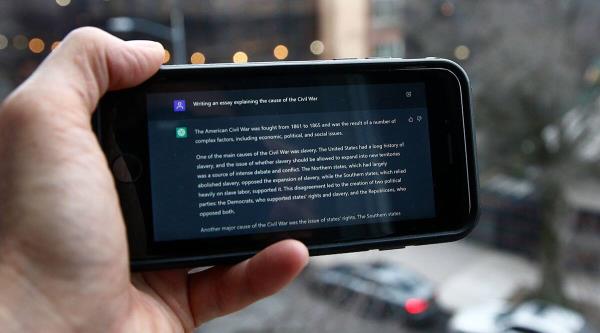 Writing an essay explaining the cause of the Civil War
The American Civil War was fought from 1861 to 1865 and was the result of a number of
complex factors, including economic, political, and social issues.
One of the main causes of the Civil War was slavery. The United States had a long history of
slavery, and the issue of whether slavery should be allowed to expand into new territories
was a source of intense debate and conflict. The Northern states, which had largely
abolished slavery, opposed the expansion of slavery, while the Southern states, which relied
heavily on slave labor, supported it. This disagreement led to the creation of two political
parties: the Democrats, who supported states' rights and slavery, and the Republicans, who
opposed both.
Another major cause of the Civil War was the issue of states' rights. The Southern states